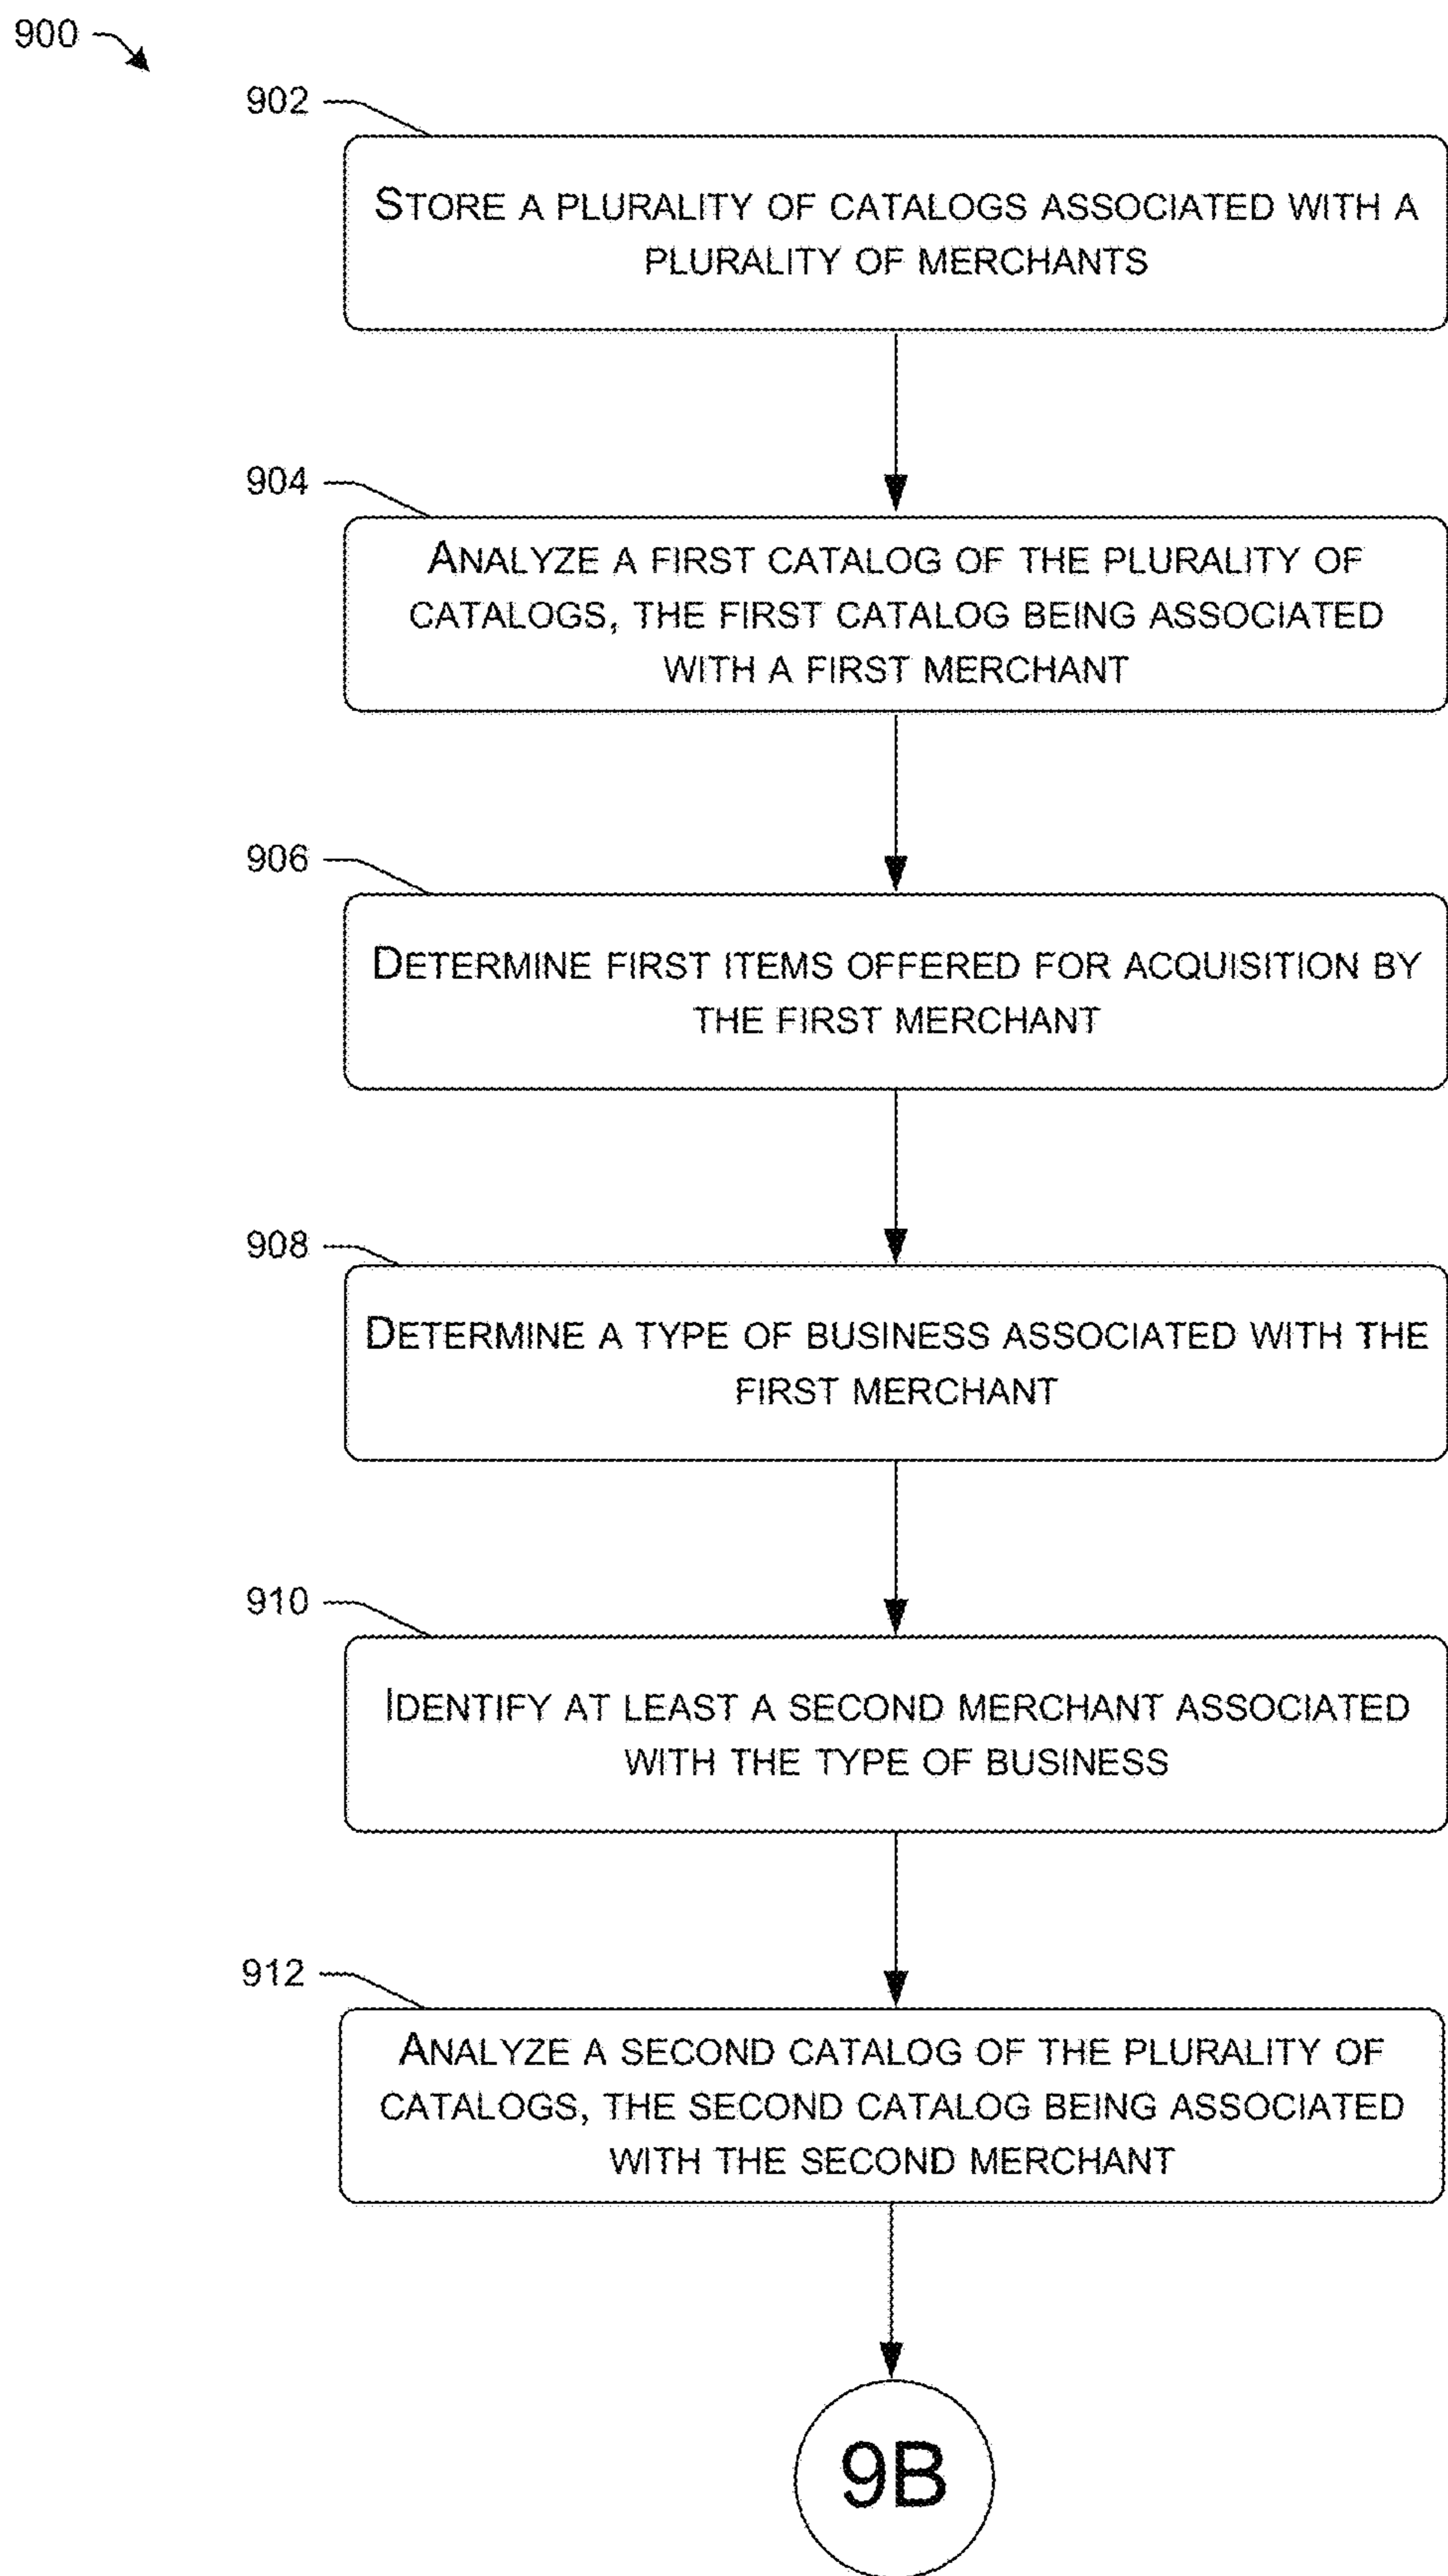 900
902
STORE A PLURALITY OF CATALOGS ASSOCIATED WITH A
PLURALITY OF MERCHANTS
904
ANALYZE A FIRST CATALOG OF THE PLURALITY OF
CATALOGS, THE FIRST CATALOG BEING ASSOCIATED
WITH A FIRST MERCHANT
906
DETERMINE FIRST ITEMS OFFERED FOR ACQUISITION BY
THE FIRST MERCHANT
908
DETERMINE A TYPE OF BUSINESS ASSOCIATED WITH THE
FIRST MERCHANT
910
IDENTIFY AT LEAST A SECOND MERCHANT ASSOCIATED
WITH THE TYPE OF BUSINESS
912
ANALYZE A SECOND CATALOG OF THE PLURALITY OF
CATALOGS, THE SECOND CATALOG BEING ASSOCIATED
WITH THE SECOND MERCHANT
9B